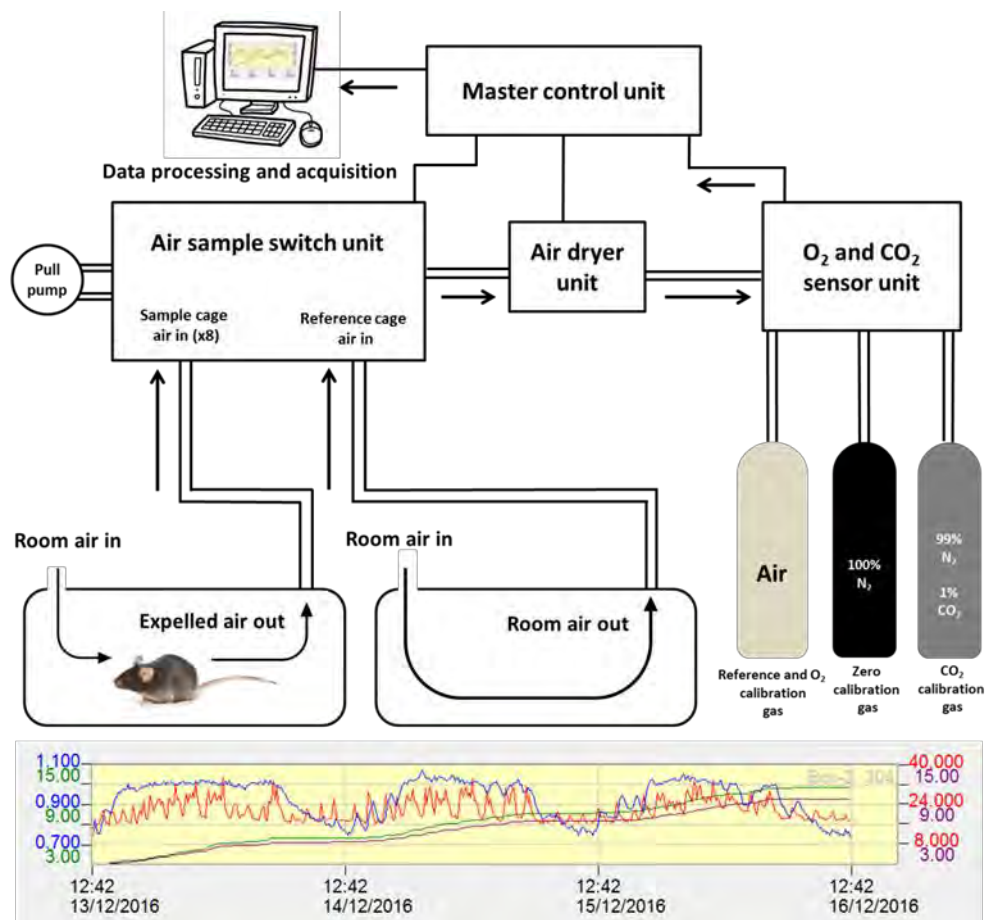 Master control unit
Data processing and acquisition
Air sample switch unit
Pull
pump
Sample cage
air in (x8)
Reference cage
air in
Air dryer
unit
O₂ and CO₂
sensor unit
Room air in
Expelled air out
Room air in
Room air out
Air
100%
N₂
99%
N₂
1%
CO₂
Reference and O₂
calibration
gas
Zero
calibration
gas
CO₂
calibration
gas
1,100
15.00
0,900
9.00
0,700
3.00
40,000
15.00
24,000
9.00
8,000
3.00
12:42
13/12/2016
12:42
14/12/2016
12:42
15/12/2016
12:42
16/12/2016